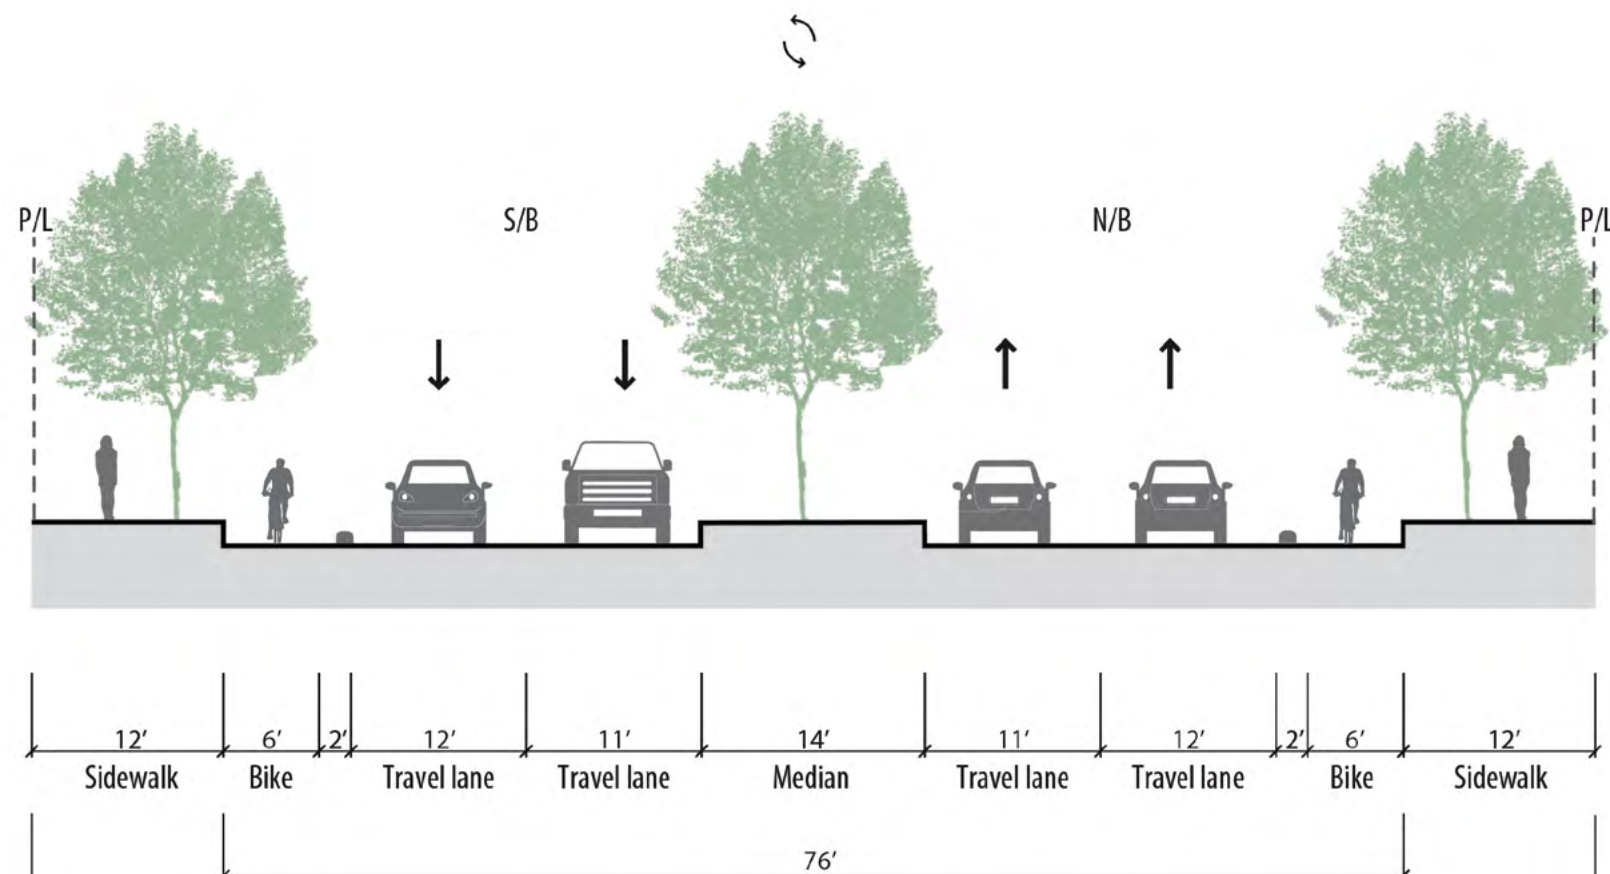 P/L S/B N/B P/L
12' 6' 2' 12' 11' 14' 11' 12' 2' 6' 12'
Sidewalk Bike Travel lane Travel lane Median Travel lane Travel lane Bike Sidewalk
76'